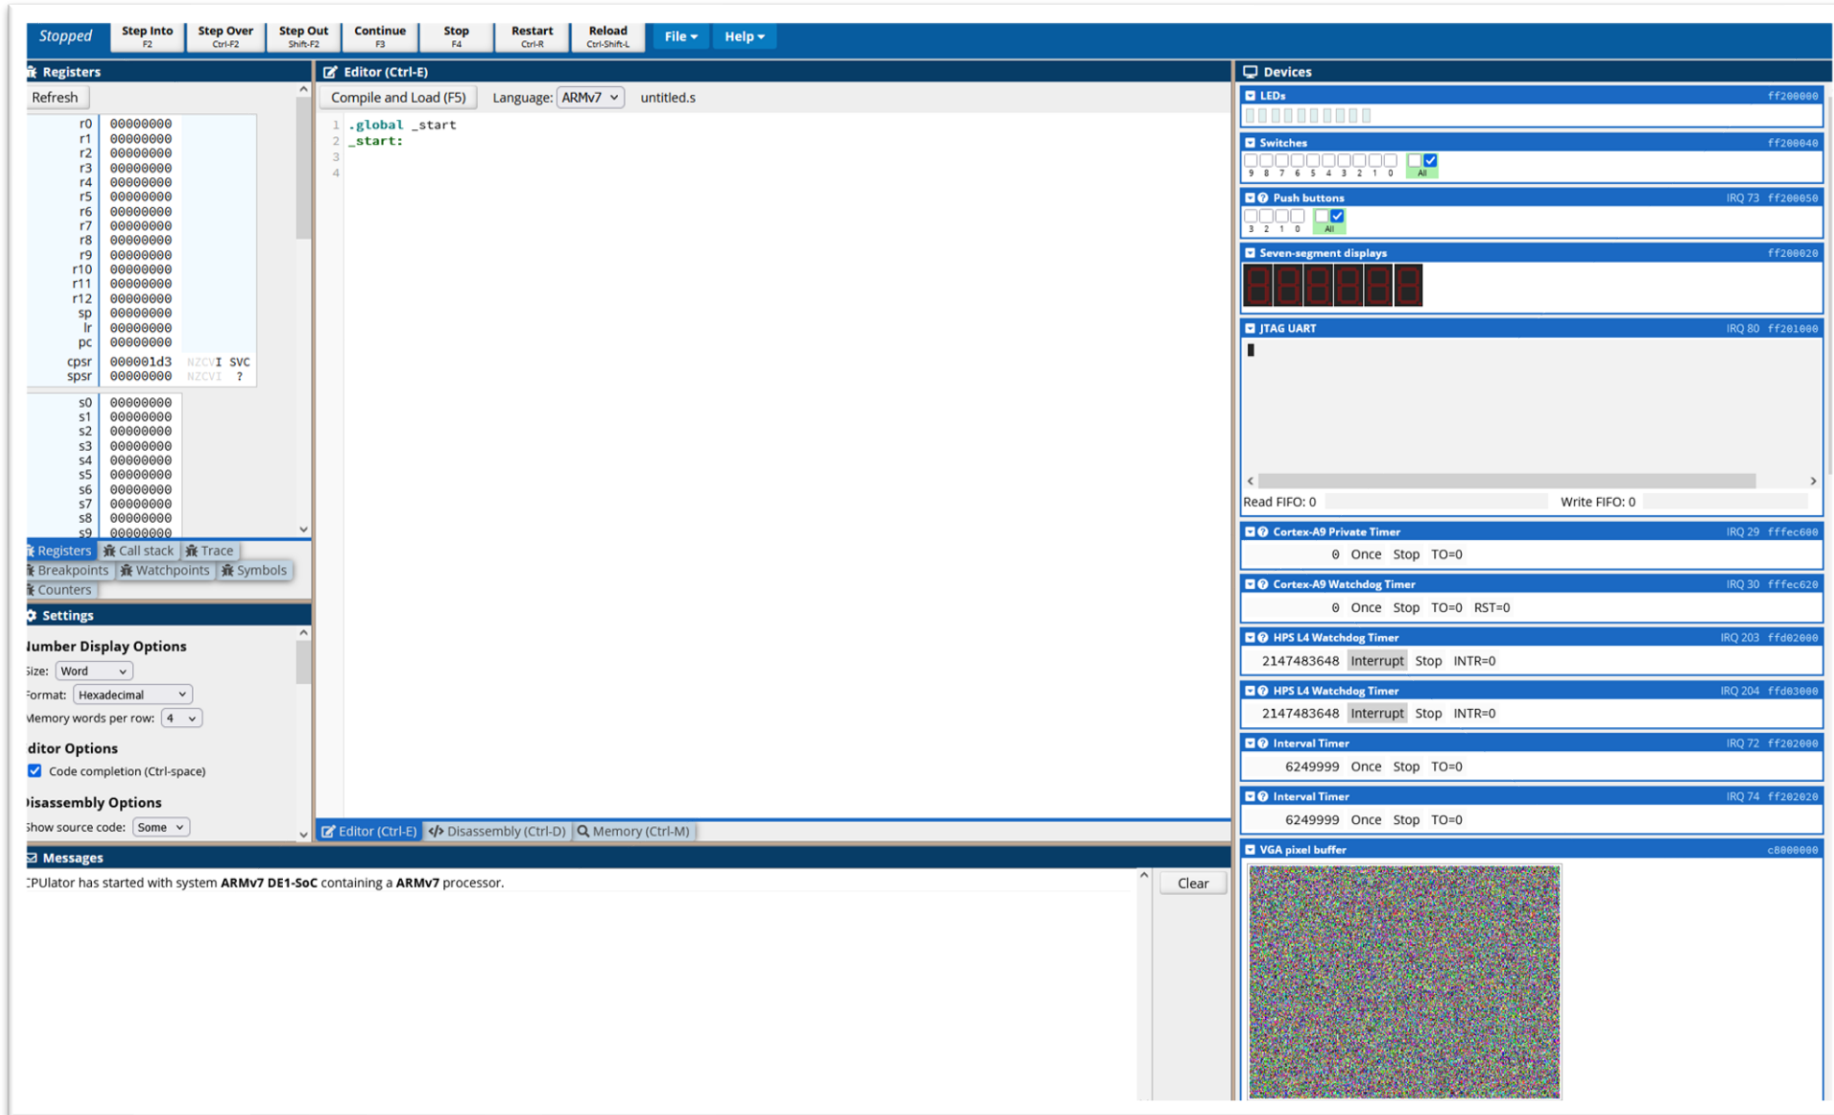 Stopped
Step Into
F2
Step Over
Ctrl-F2
Step Out
Shift-F2
Continue
F3
Stop
F4
Restart
Ctrl-R
Reload
Ctrl-Shift-L
File
Help
Registers
Refresh
r0 00000000
r1 00000000
r2 00000000
r3 00000000
r4 00000000
r5 00000000
r6 00000000
r7 00000000
r8 00000000
r9 00000000
r10 00000000
r11 00000000
r12 00000000
sp 00000000
lr 00000000
pc 00000000
cpsr 000001d3 NZCVI SVC
spsr 00000000 NZCVI ?
s0 00000000
s1 00000000
s2 00000000
s3 00000000
s4 00000000
s5 00000000
s6 00000000
s7 00000000
s8 00000000
s9 00000000
Registers Call stack Trace
Breakpoints Watchpoints Symbols
Counters
Settings
Number Display Options
Size: Word
Format: Hexadecimal
Memory words per row: 4
ditor Options
Code completion (Ctrl-space)
isassembly Options
Show source code: Some
Editor (Ctrl-E)
Compile and Load (F5) Language: ARMv7 untitled.s
1 .global _start
2 _start:
3
4
Editor (Ctrl-E) Disassembly (Ctrl-D) Memory (Ctrl-M)
Messages
CPUlator has started with system ARMv7 DE1-SoC containing a ARMv7 processor.
Clear
Devices
LEDs ff200000
Switches ff200040
9 8 7 6 5 4 3 2 1 0 All
Push buttons IRQ 73 ff200050
3 2 1 0 All
Seven-segment displays ff200020
JTAG UART IRQ 80 ff201000
Read FIFO: 0 Write FIFO: 0
Cortex-A9 Private Timer IRQ 29 fffec600
0 Once Stop TO=0
Cortex-A9 Watchdog Timer IRQ 30 fffec620
0 Once Stop TO=0 RST=0
HPS L4 Watchdog Timer IRQ 203 ffd02000
2147483648 Interrupt Stop INTR=0
HPS L4 Watchdog Timer IRQ 204 ffd03000
2147483648 Interrupt Stop INTR=0
Interval Timer IRQ 72 ff202000
6249999 Once Stop TO=0
Interval Timer IRQ 74 ff202020
6249999 Once Stop TO=0
VGA pixel buffer c8000000